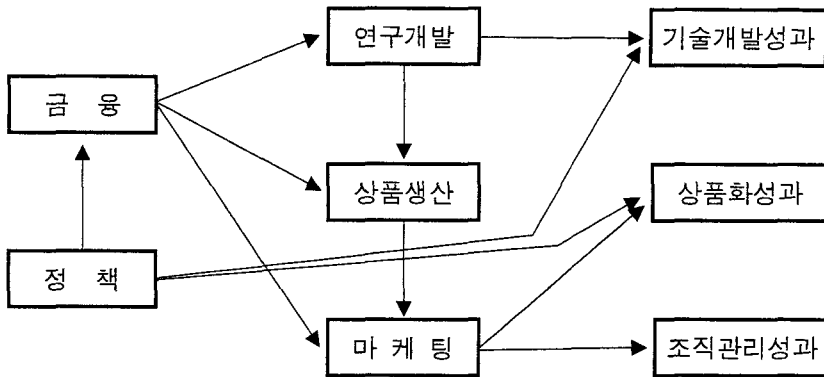 연구개발
기술개발성과
금 융
상품생산
상품화성과
정 책
마 케 팅
조직관리성과